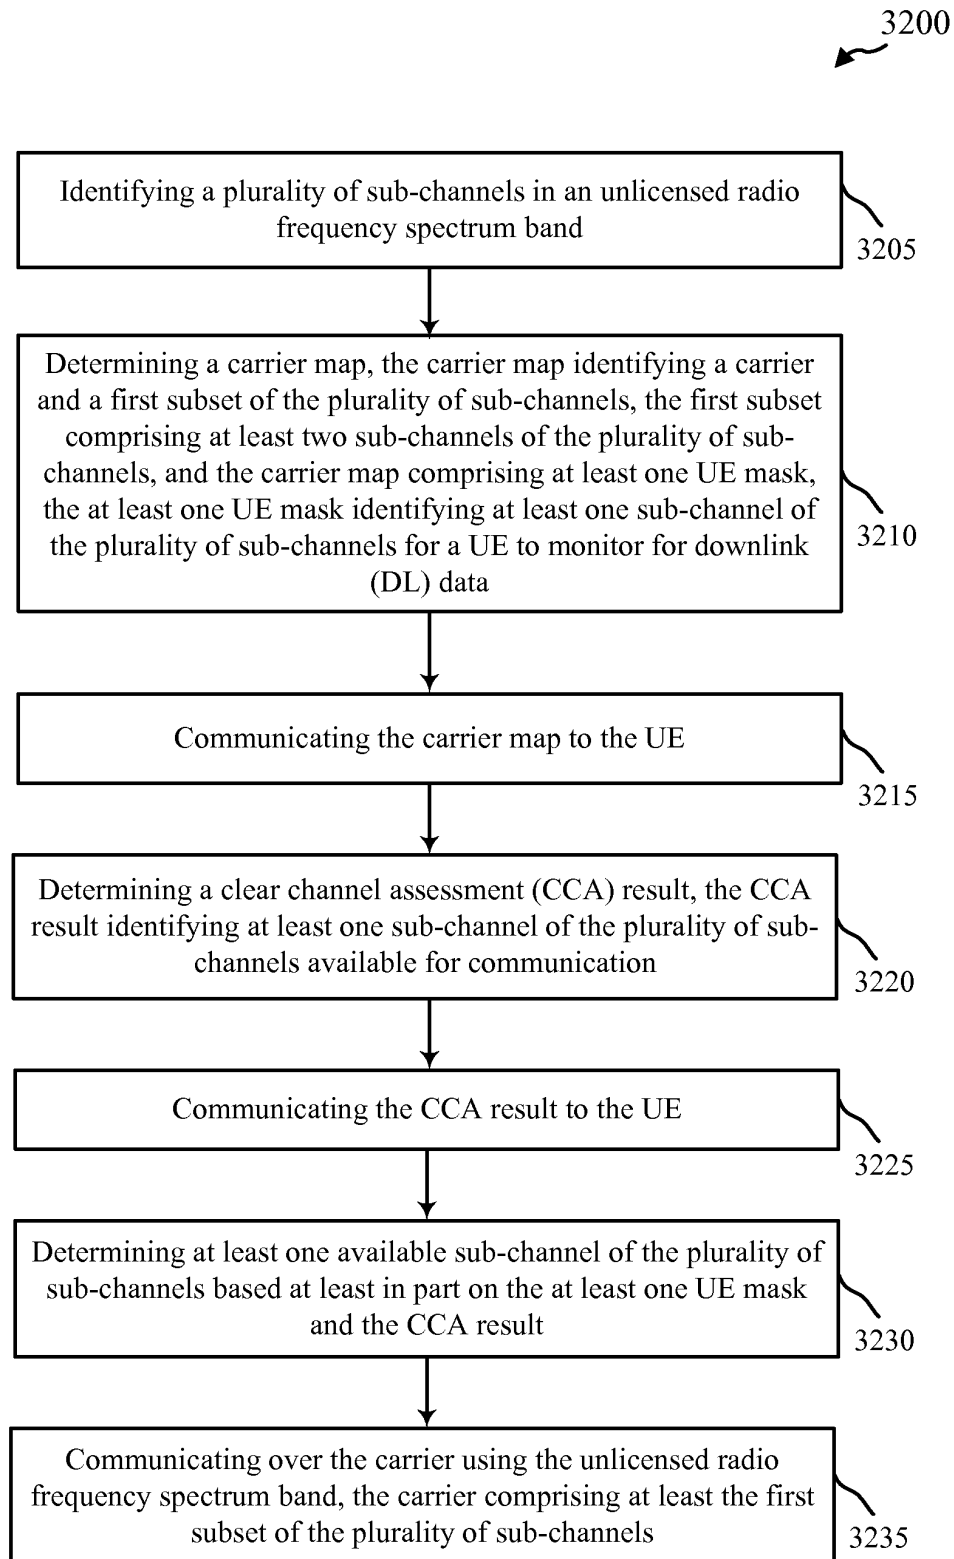 3200
Identifying a plurality of sub-channels in an unlicensed radio
frequency spectrum band
3205
Determining a carrier map, the carrier map identifying a carrier
and a first subset of the plurality of sub-channels, the first subset
comprising at least two sub-channels of the plurality of sub-
channels, and the carrier map comprising at least one UE mask,
the at least one UE mask identifying at least one sub-channel of
the plurality of sub-channels for a UE to monitor for downlink
(DL) data
3210
Communicating the carrier map to the UE
3215
Determining a clear channel assessment (CCA) result, the CCA
result identifying at least one sub-channel of the plurality of sub-
channels available for communication
3220
Communicating the CCA result to the UE
3225
Determining at least one available sub-channel of the plurality of
sub-channels based at least in part on the at least one UE mask
and the CCA result
3230
Communicating over the carrier using the unlicensed radio
frequency spectrum band, the carrier comprising at least the first
subset of the plurality of sub-channels
3235